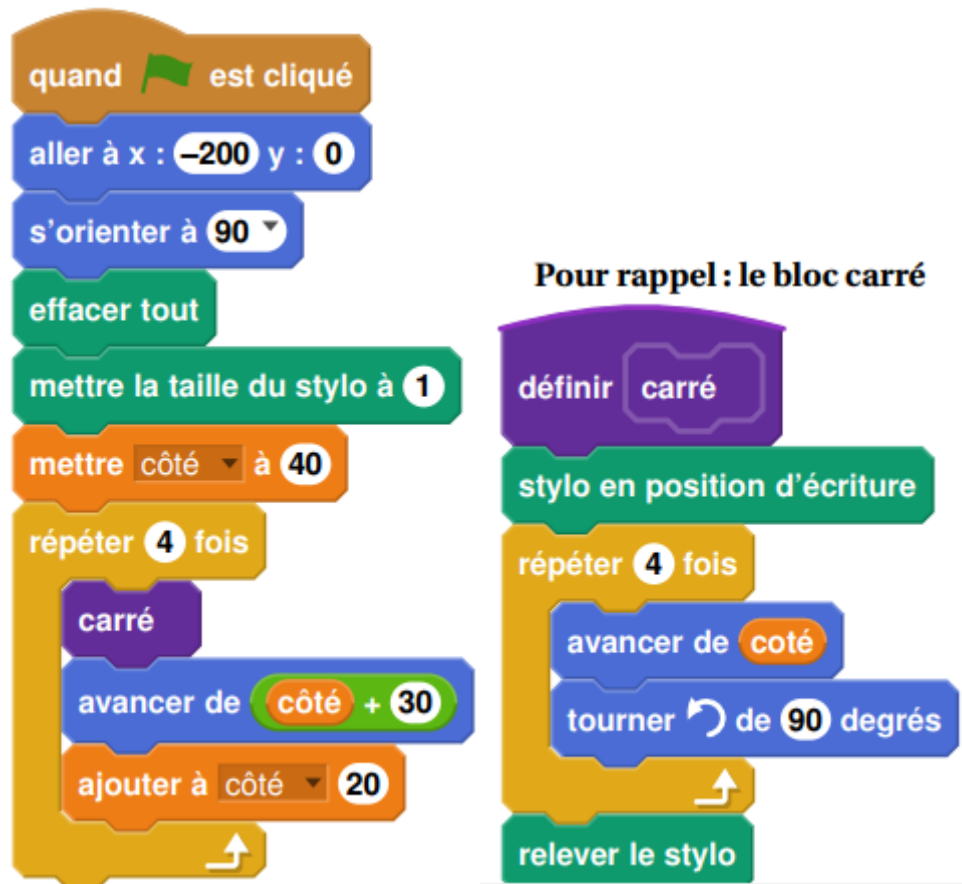 quand est cliqué
aller à x : –200 y : 0
s’orienter à 90
effacer tout
mettre la taille du stylo à 1
mettre côté à 40
répéter 4 fois
carré
avancer de côté + 30
ajouter à côté 20
Pour rappel : le bloc carré
définir carré
stylo en position d’écriture
répéter 4 fois
avancer de coté
tourner de 90 degrés
relever le stylo